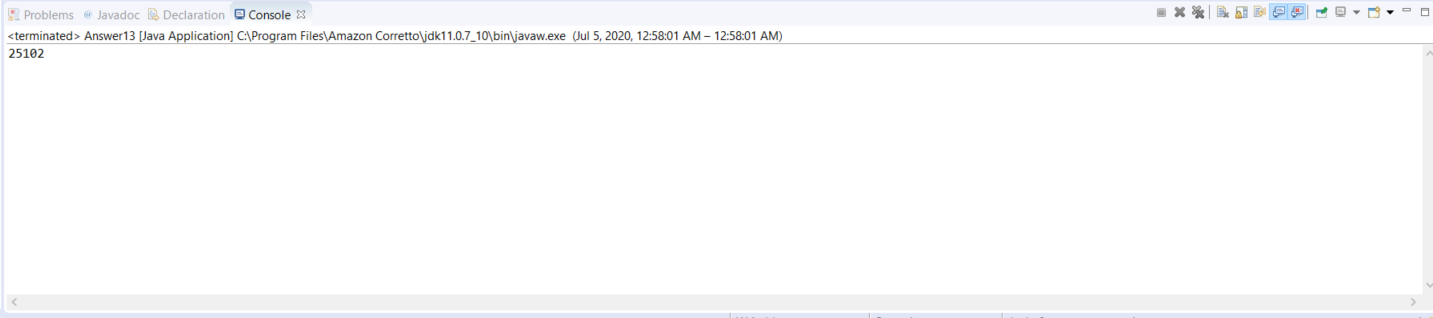 Problems Javadoc Declaration Console
<terminated> Answer13 [Java Application] C:\Program Files\Amazon Corretto\jdk11.0.7_10\bin\javaw.exe (Jul 5, 2020, 12:58:01 AM – 12:58:01 AM)
25102